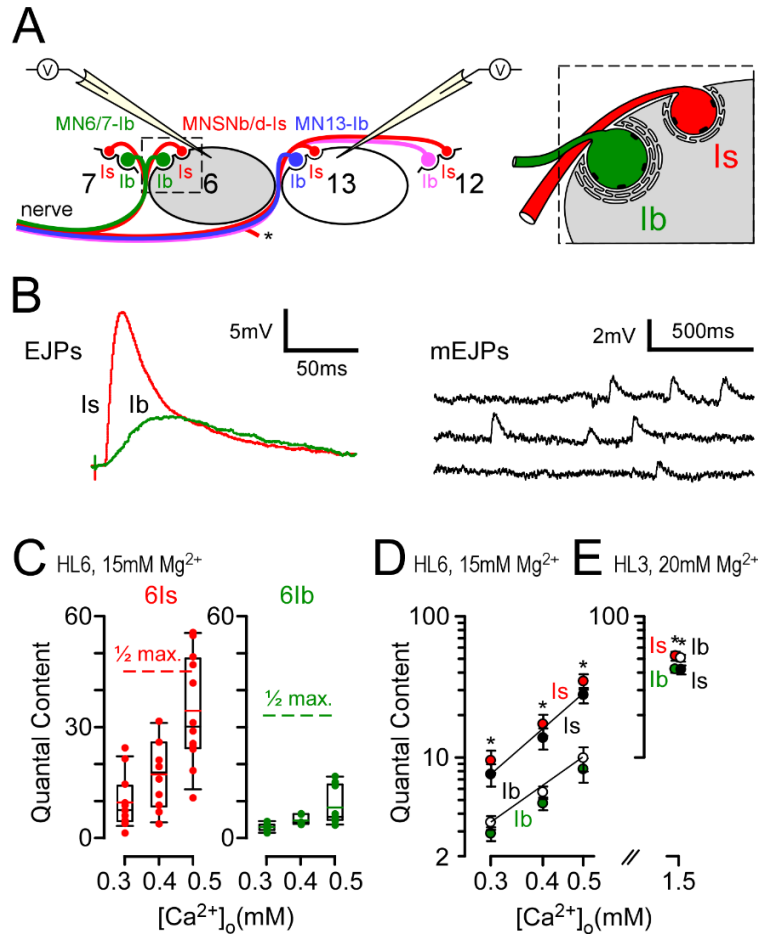 A
V
V
MN6/7-Ib
MNSNb/d-Is
MN13-Ib
7
Is
Ib
Ib
Is
6
Ib
Is
13
Ib
Is
12
nerve
*
Is
Ib
B
EJPs
5mV
50ms
Is
Ib
mEJPs
2mV
500ms
C
HL6, 15mM Mg²⁺
6Is
6Ib
Quantal Content
60
30
0
½ max.
0.3
0.4
0.5
60
30
0
½ max.
0.3
0.4
0.5
[Ca²⁺]ₒ(mM)
D
HL6, 15mM Mg²⁺
Quantal Content
100
10
2
*
*
*
Is
Is
Ib
Ib
0.3
0.4
0.5
//
1.5
[Ca²⁺]ₒ(mM)
E
HL3, 20mM Mg²⁺
100
10
**
Is
Ib
Ib
Is